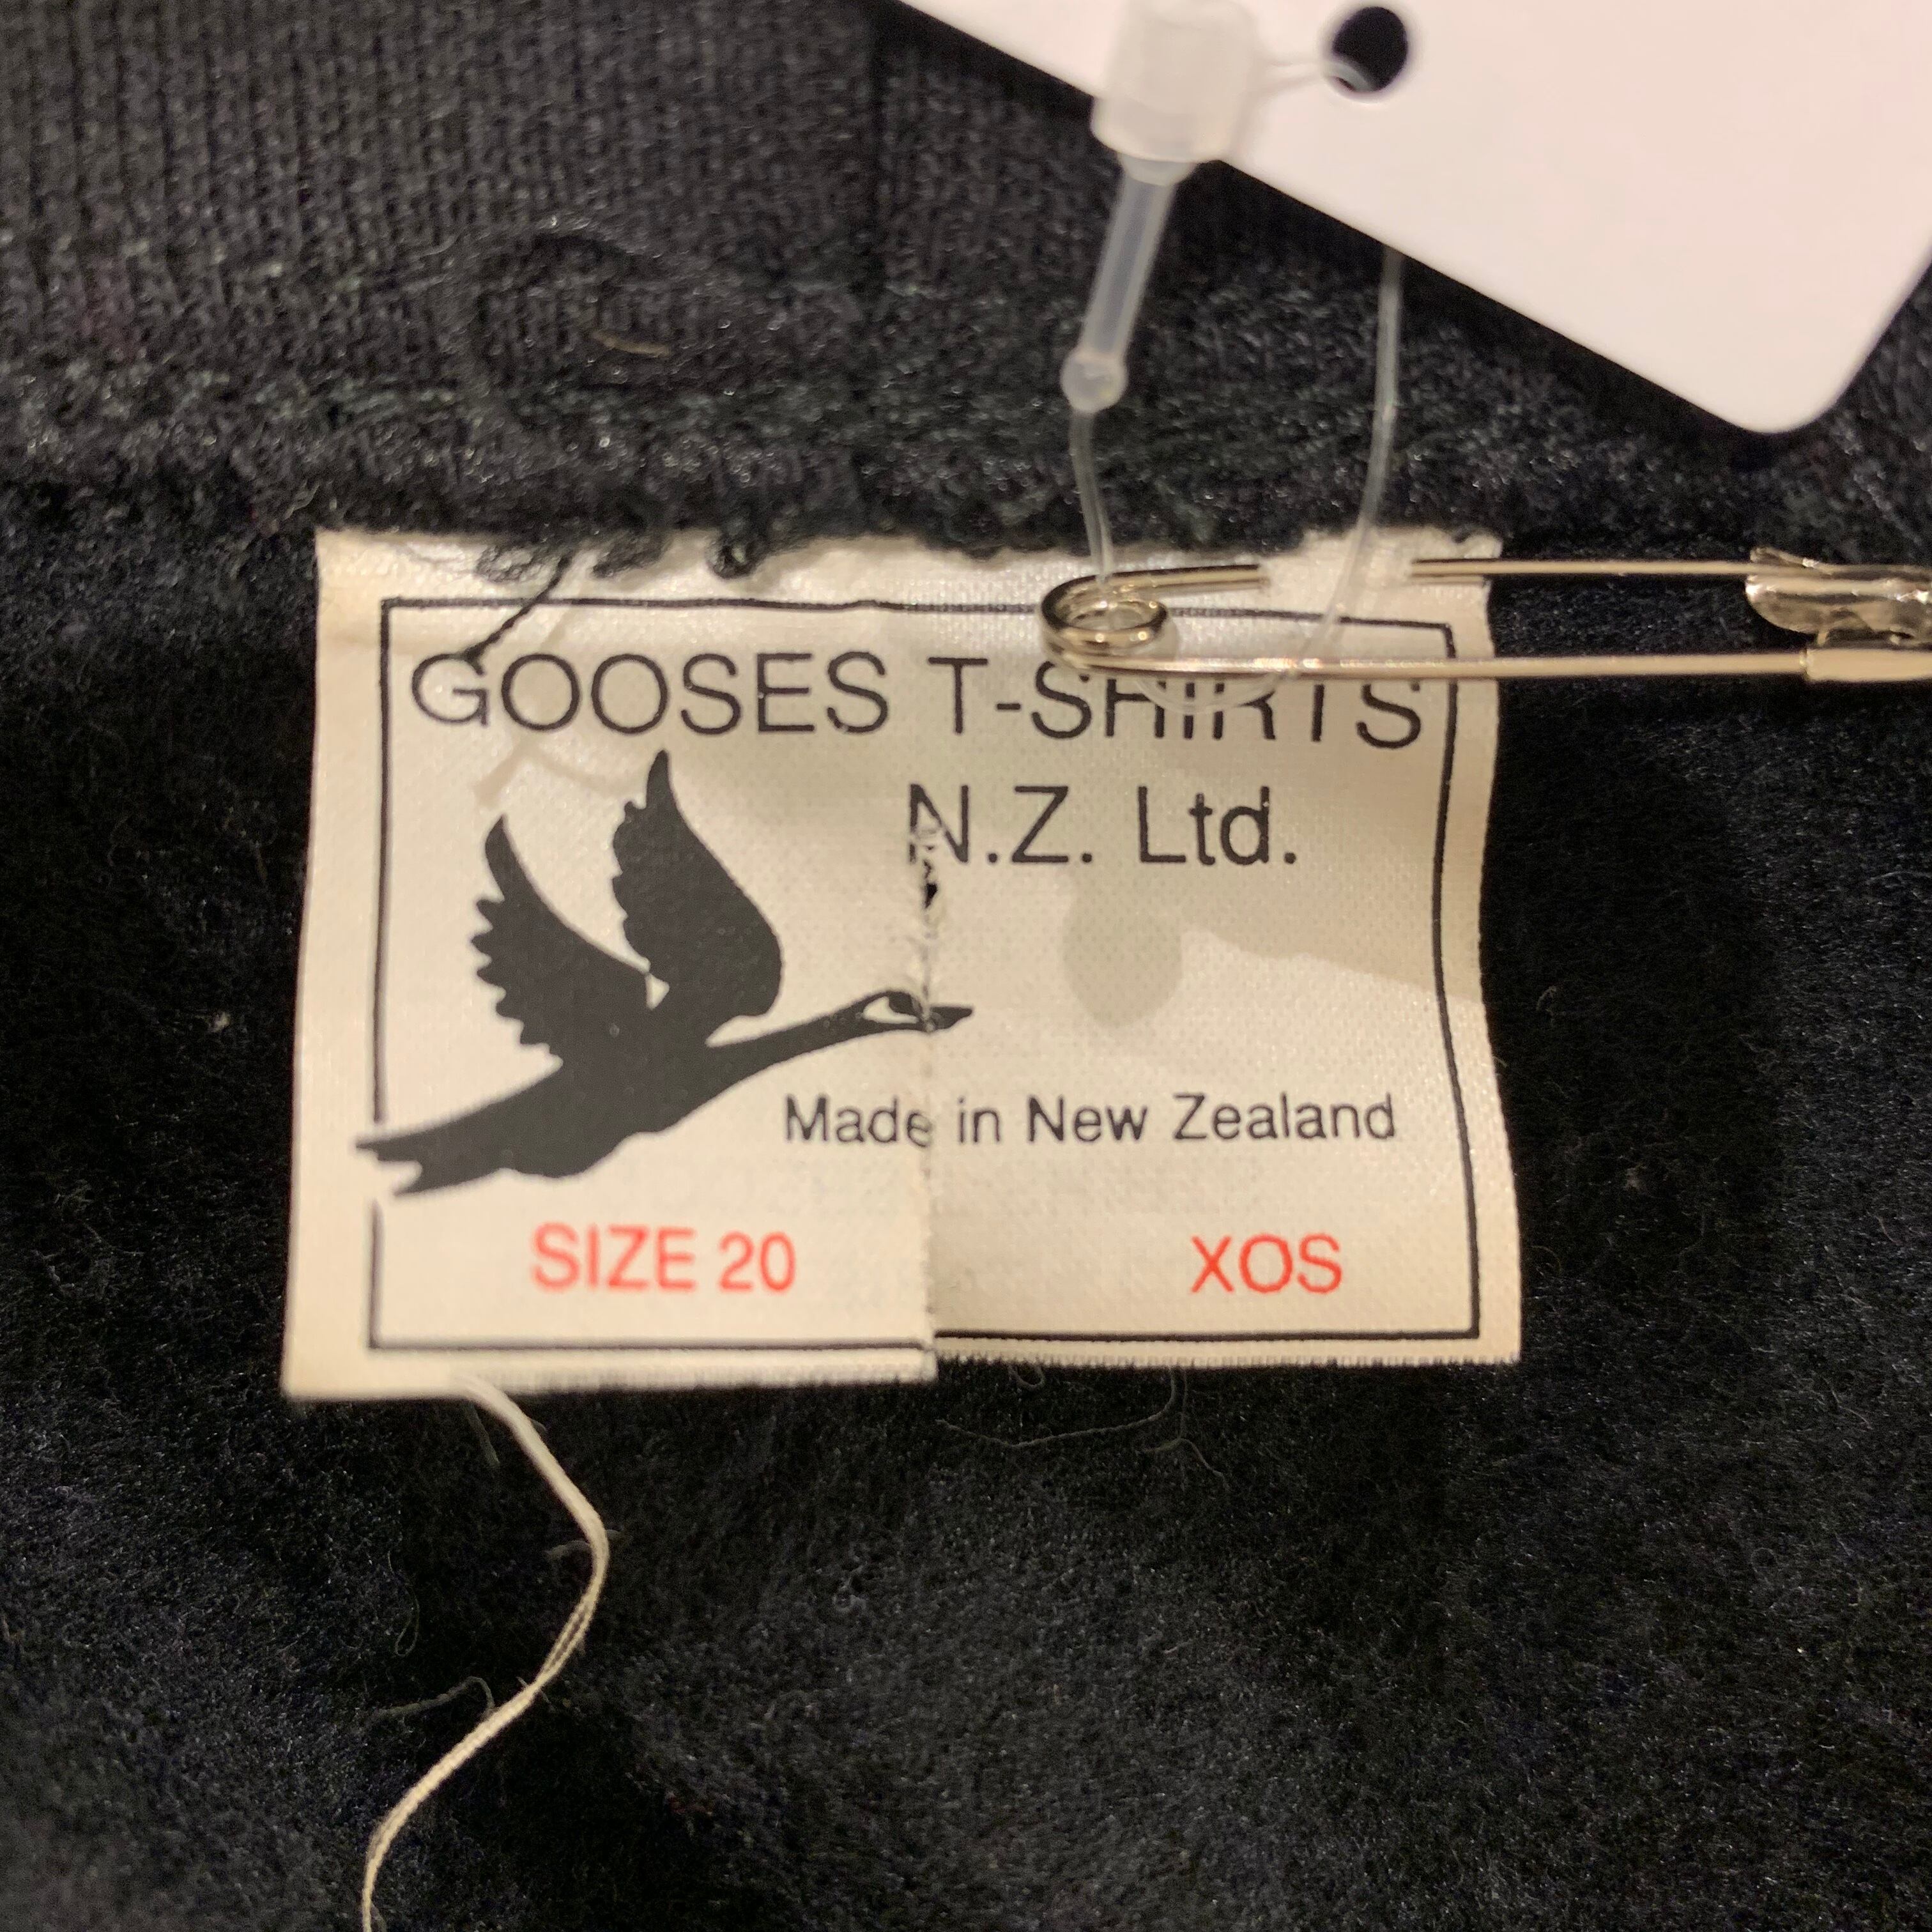 GOOSES T-SHIRTS
N.Z. Ltd.
Made in New Zealand
SIZE 20 XOS